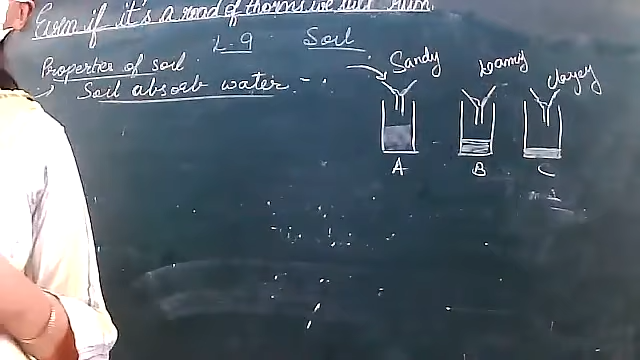 Even if it's a road of thorns we will run.
L.9 Soil
Properties of soil
Soil absorb water - :
Sandy
Loamy
Clayey
A
B
C